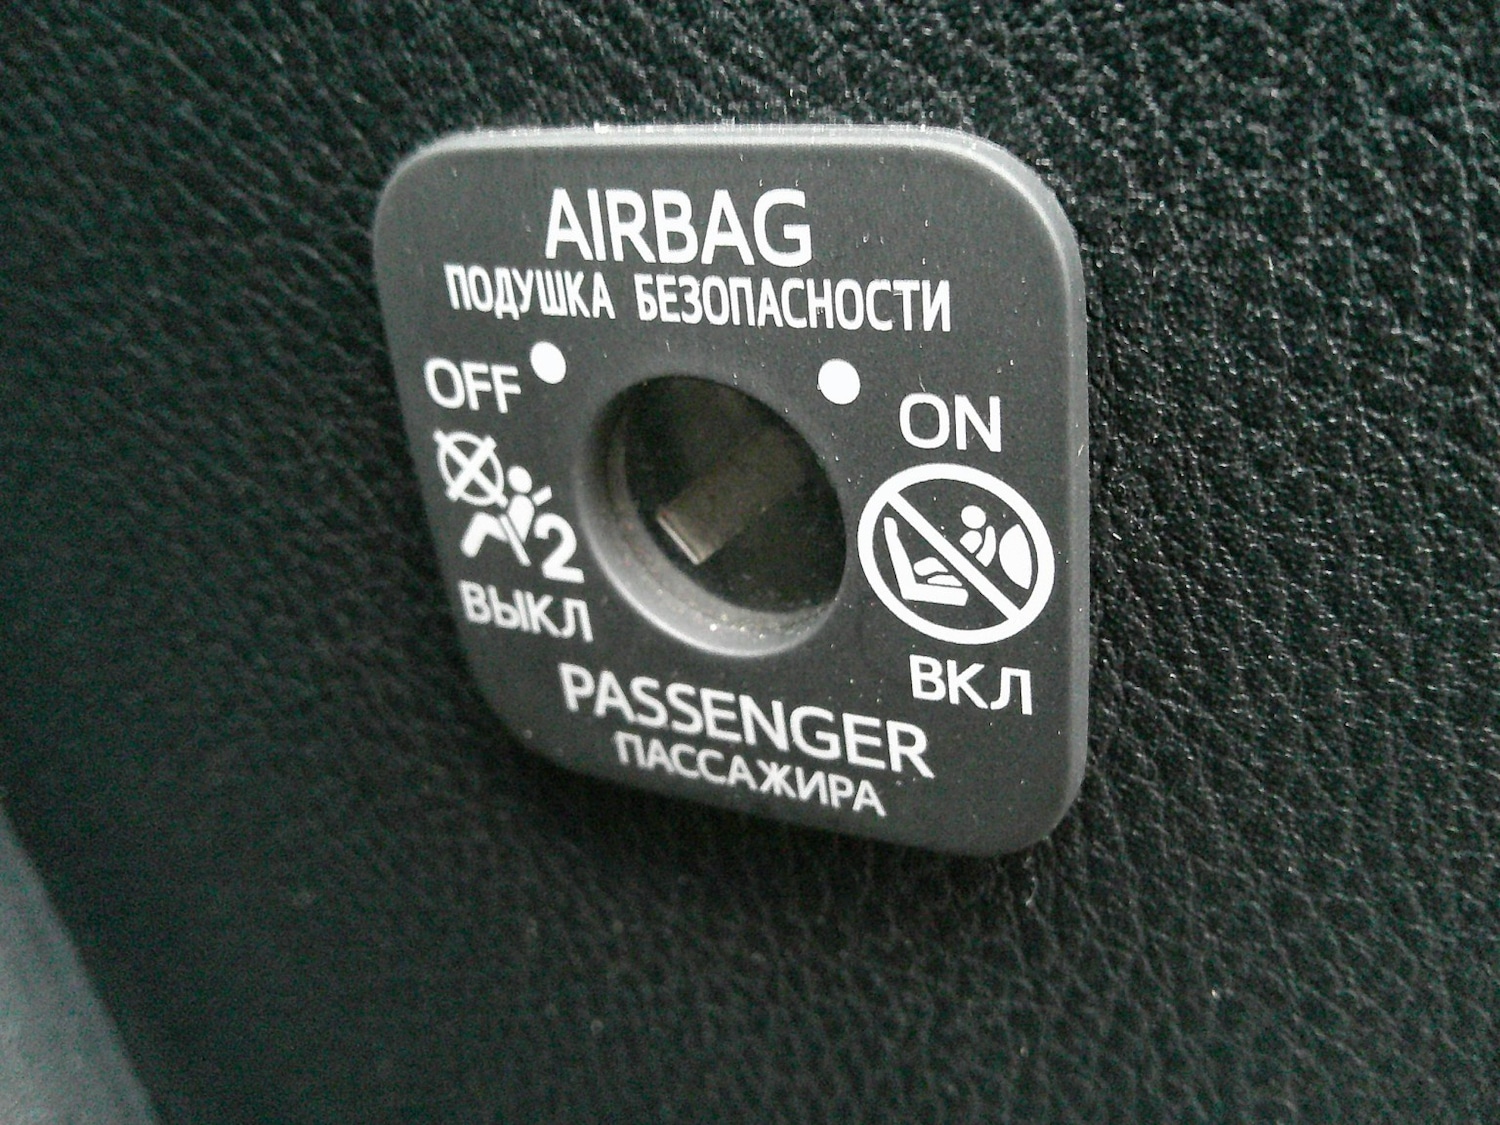 AIRBAG
ПОДУШКА БЕЗОПАСНОСТИ
OFF
ON
2
ВЫКЛ
ВКЛ
PASSENGER
ПАССАЖИРА